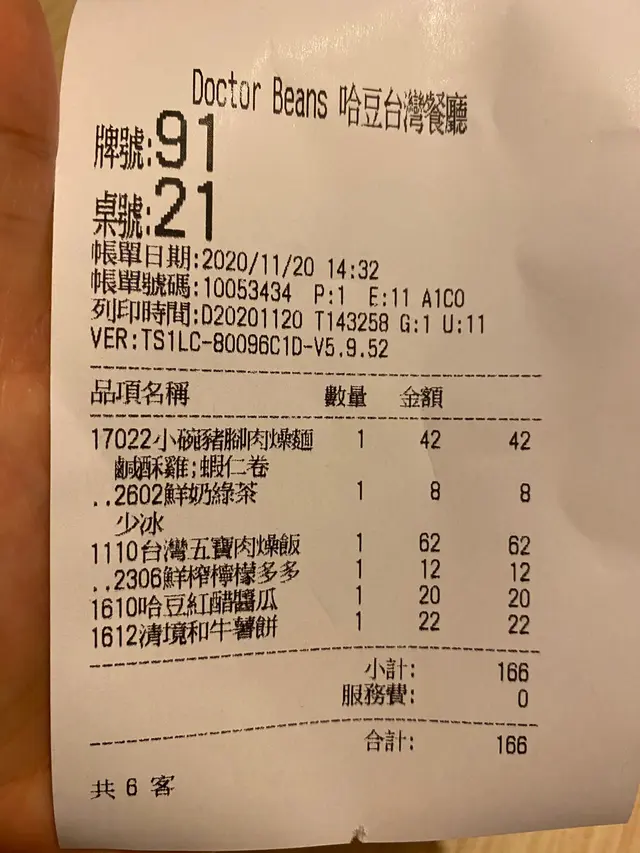 Doctor Beans 哈豆台灣餐廳
牌號:91
桌號:21
帳單日期:2020/11/20 14:32
帳單號碼:10053434 P:1 E:11 A1C0
列印時間:D20201120 T143258 G:1 U:11
VER:TS1LC-80096C1D-V5.9.52
品項名稱 數量 金額
17022小碗豬腳肉燥麵 1 42 42
鹹酥雞;蝦仁卷
..2602鮮奶綠茶 1 8 8
少冰
1110台灣五寶肉燥飯 1 62 62
..2306鮮榨檸檬多多 1 12 12
1610哈豆紅醋醬瓜 1 20 20
1612清境和牛薯餅 1 22 22
小計: 166
服務費: 0
合計: 166
共 6 客